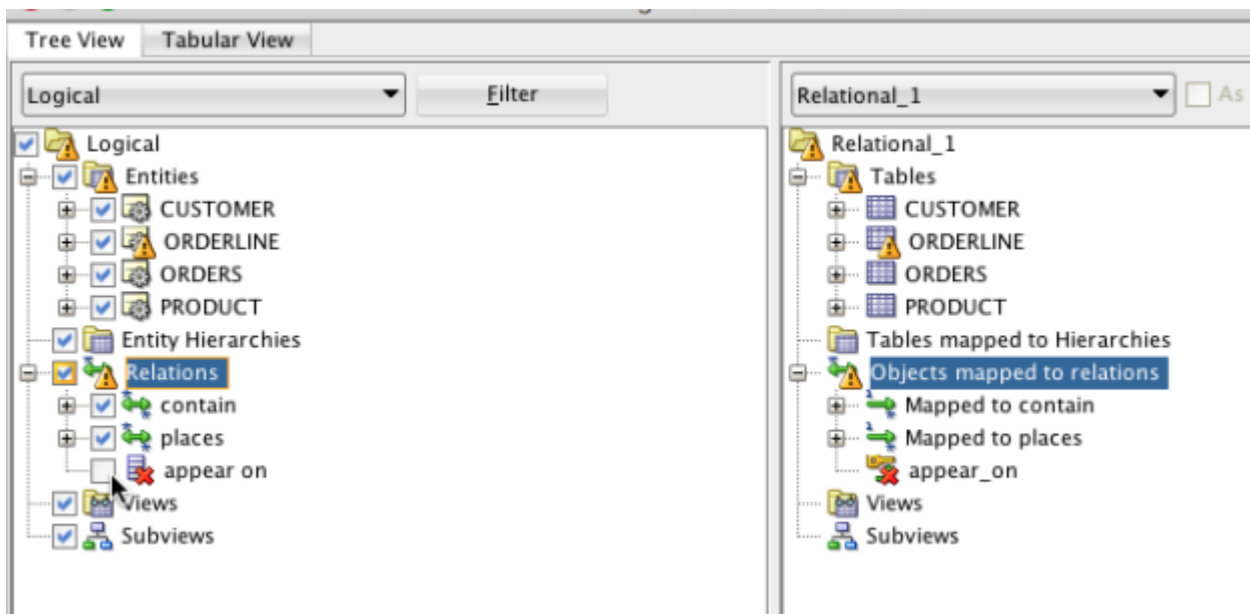 Tree View
Tabular View
Logical
Filter
Logical
Entities
CUSTOMER
ORDERLINE
ORDERS
PRODUCT
Entity Hierarchies
Relations
contain
places
appear on
Views
Subviews
Relational_1
As
Relational_1
Tables
CUSTOMER
ORDERLINE
ORDERS
PRODUCT
Tables mapped to Hierarchies
Objects mapped to relations
Mapped to contain
Mapped to places
appear_on
Views
Subviews